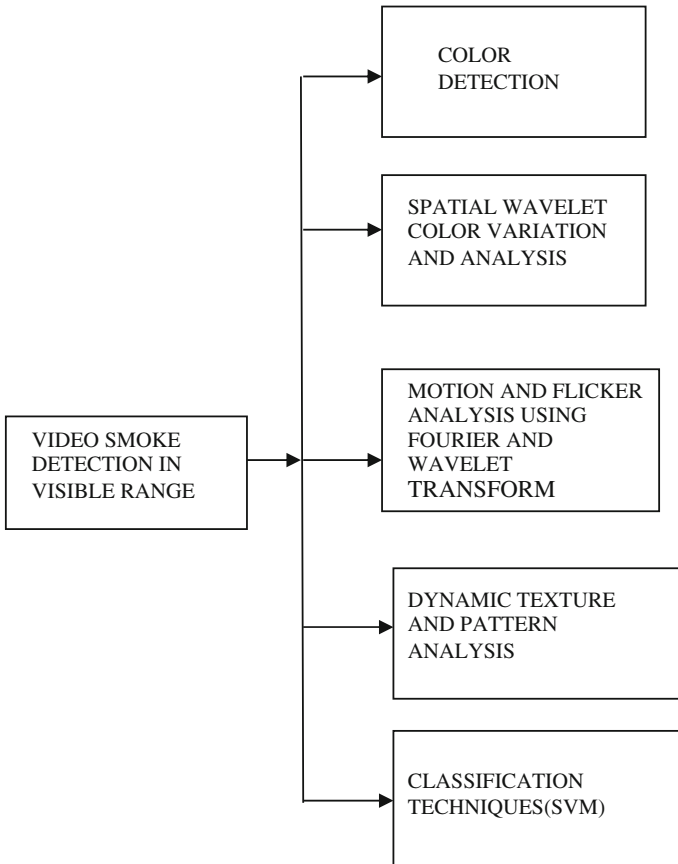 COLOR
DETECTION
SPATIAL WAVELET
COLOR VARIATION
AND ANALYSIS
VIDEO SMOKE
DETECTION IN
VISIBLE RANGE
MOTION AND FLICKER
ANALYSIS USING
FOURIER AND
WAVELET
TRANSFORM
DYNAMIC TEXTURE
AND PATTERN
ANALYSIS
CLASSIFICATION
TECHNIQUES(SVM)